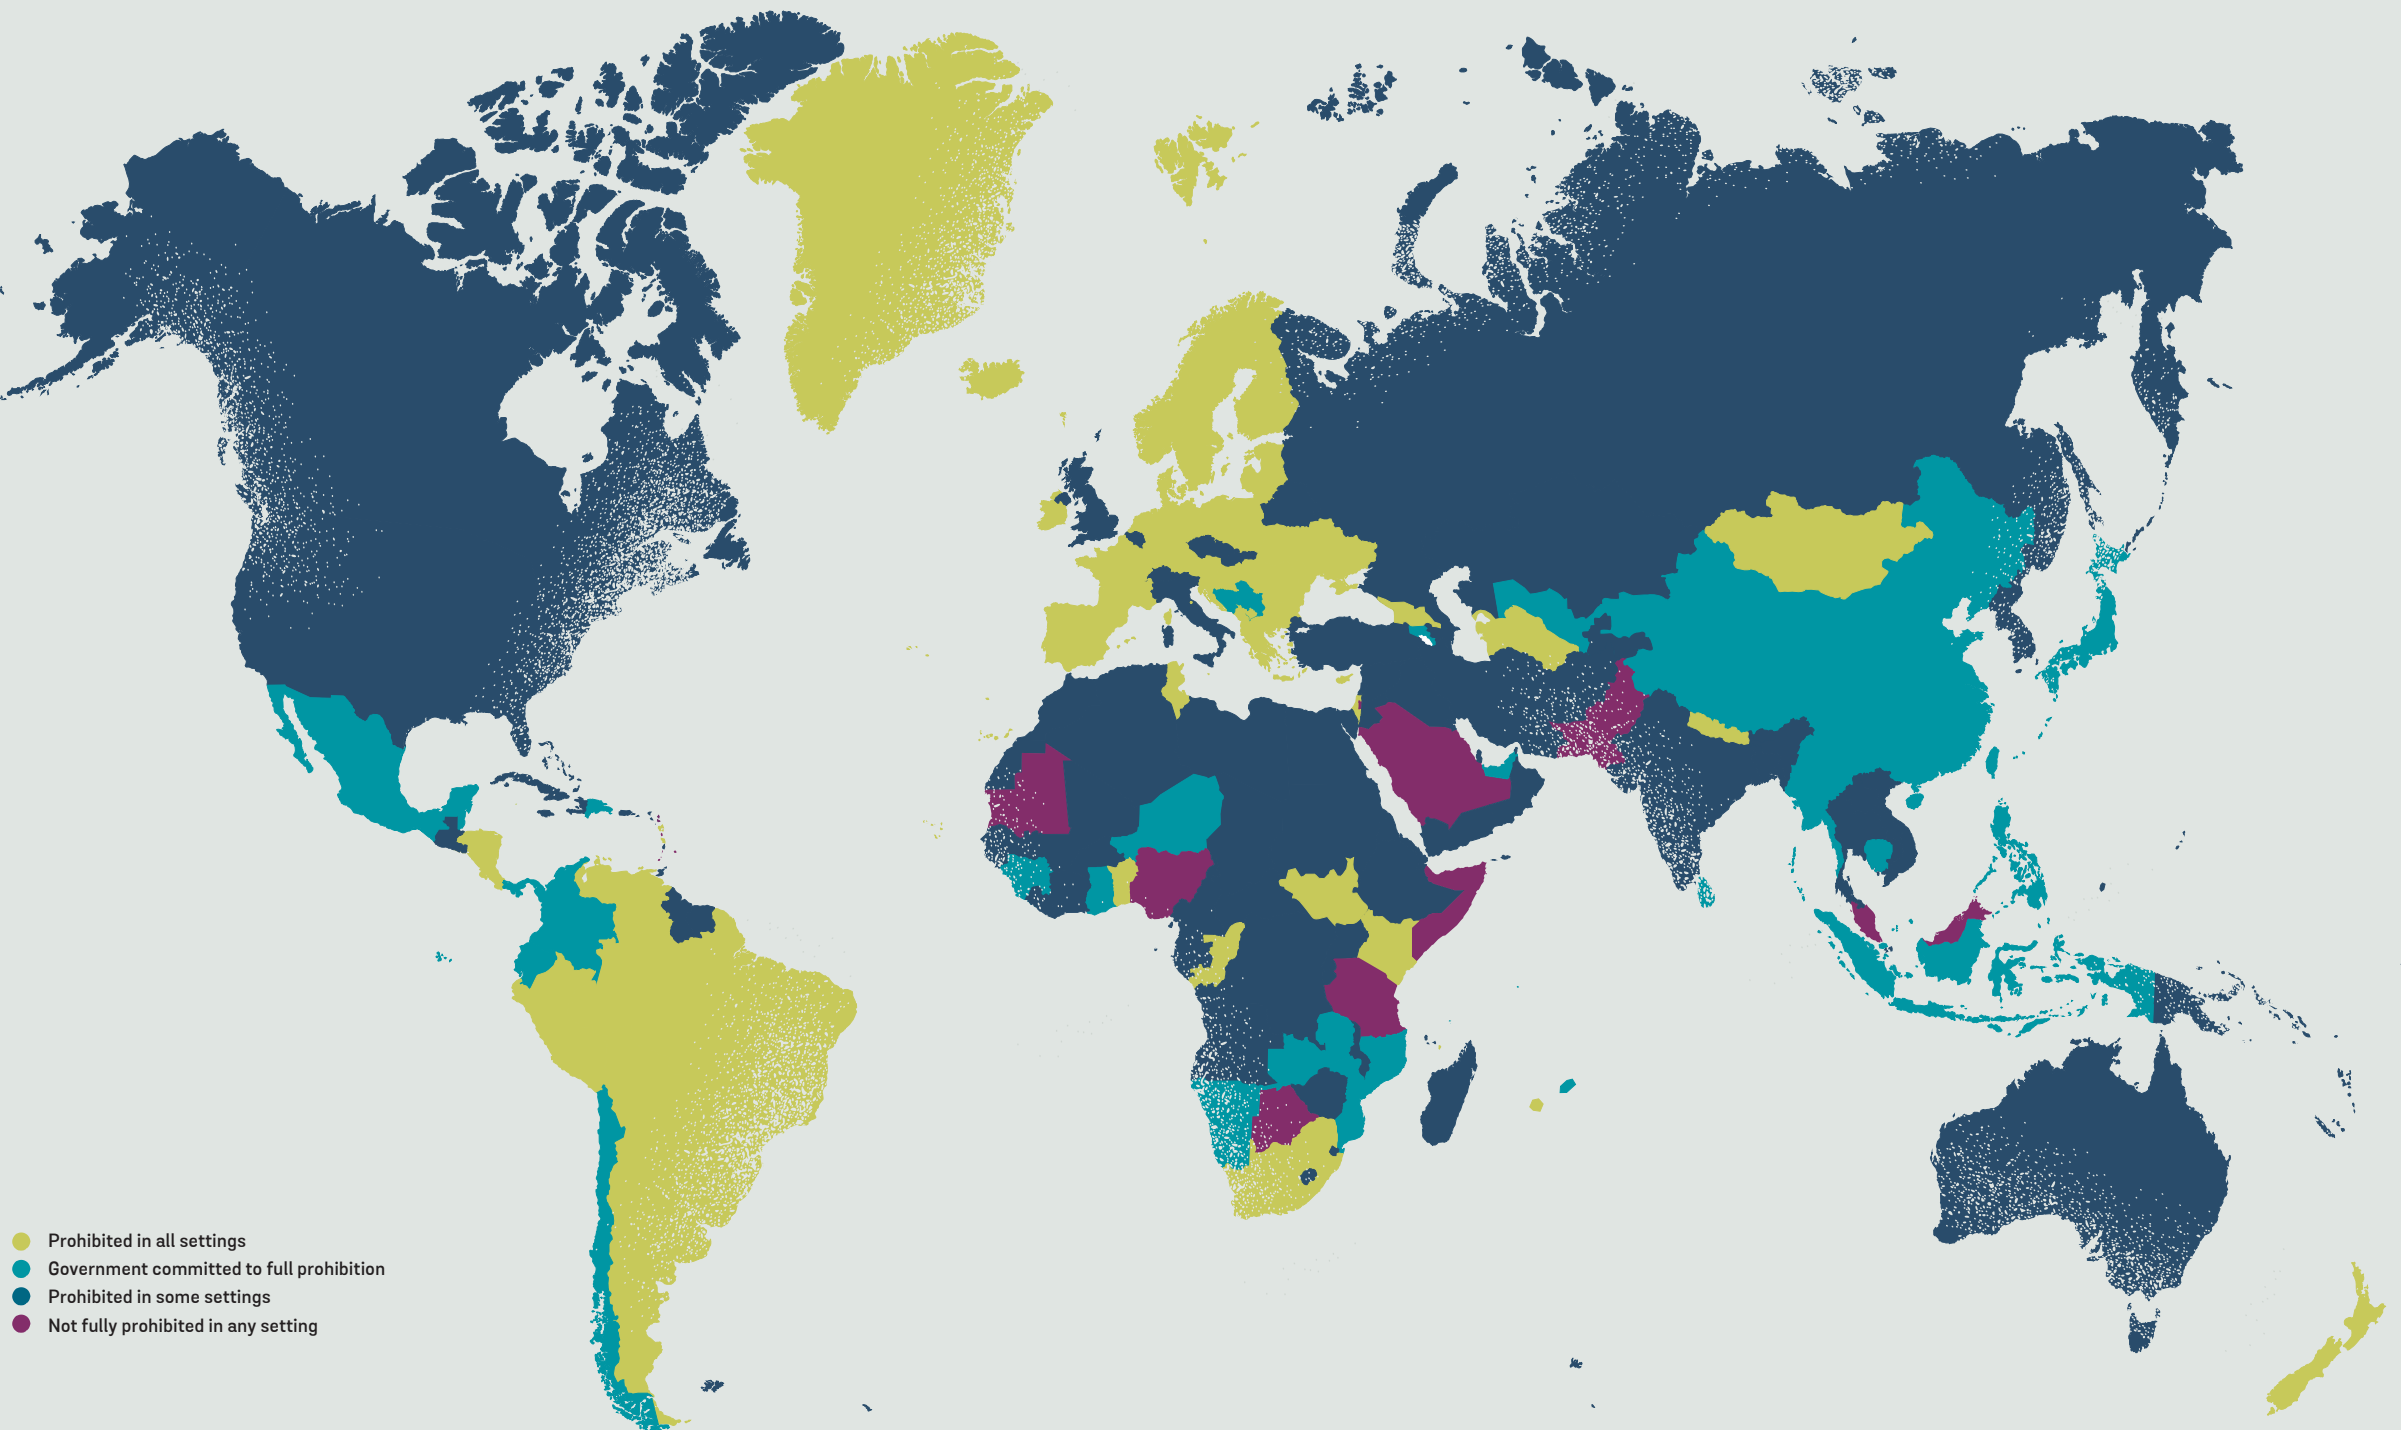 Prohibited in all settings
Government committed to full prohibition
Prohibited in some settings
Not fully prohibited in any setting